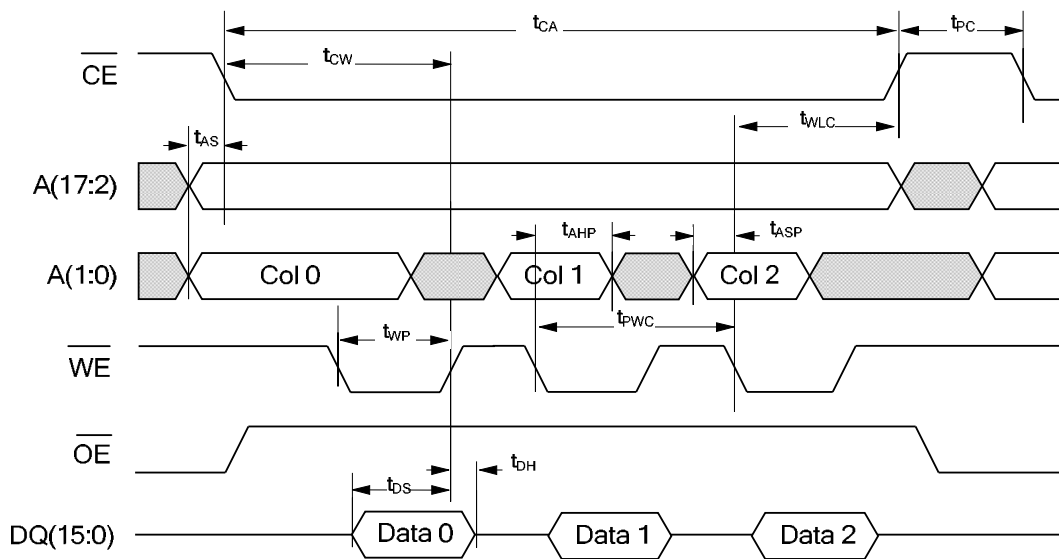 tCA
tPC
tCW
CE
tWLC
tAS
A(17:2)
tAHP
tASP
A(1:0)
Col 0
Col 1
Col 2
tPWC
tWP
WE
OE
tDH
tDS
DQ(15:0)
Data 0
Data 1
Data 2